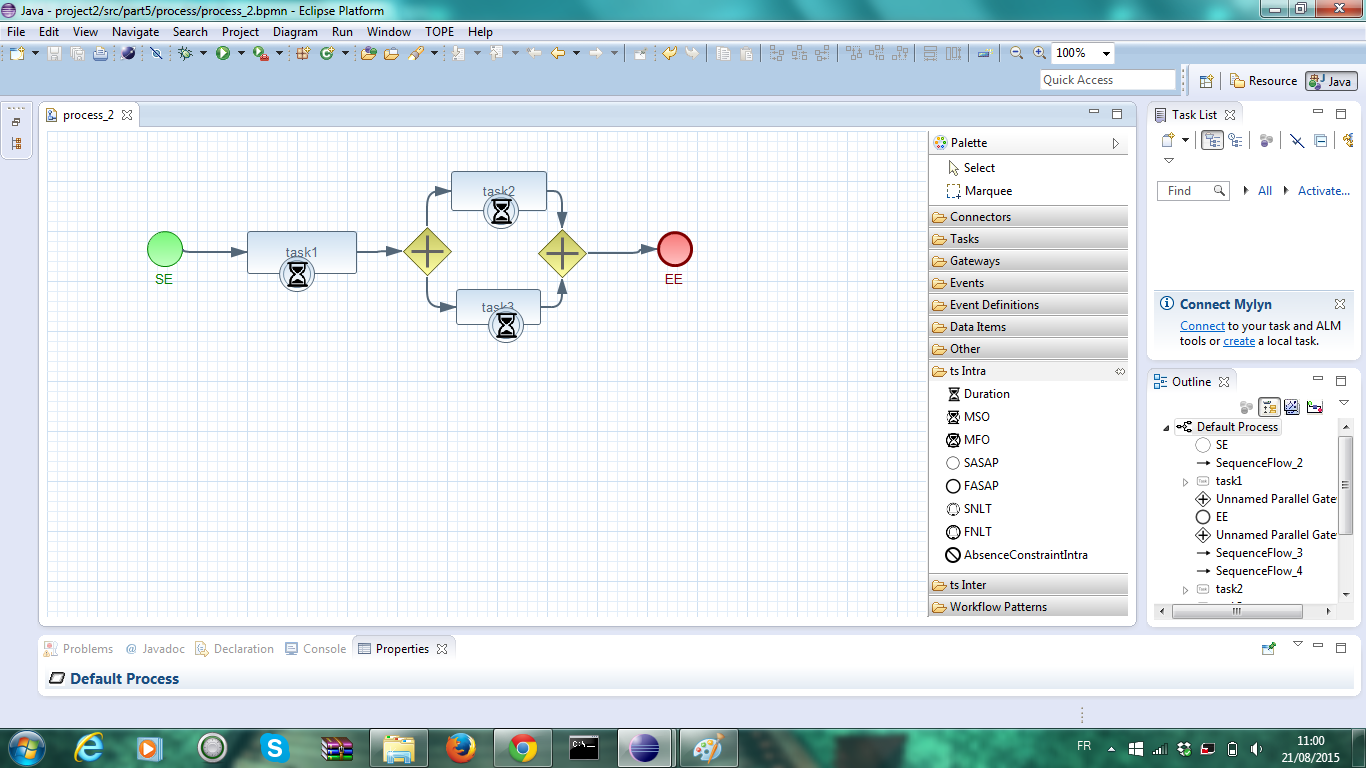 Java - project2/src/part5/process/process_2.bpmn - Eclipse Platform
File Edit View Navigate Search Project Diagram Run Window TOPE Help
100%
Quick Access
Resource
Java
process_2
SE
task1
task2
task3
EE
Palette
Select
Marquee
Connectors
Tasks
Gateways
Events
Event Definitions
Data Items
Other
ts Intra
Duration
MSO
MFO
SASAP
FASAP
SNLT
FNLT
AbsenceConstraintIntra
ts Inter
Workflow Patterns
Task List
Find
All
Activate...
Connect Mylyn
Connect to your task and ALM
tools or create a local task.
Outline
Default Process
SE
SequenceFlow_2
task1
Unnamed Parallel Gate
EE
Unnamed Parallel Gate
SequenceFlow_3
SequenceFlow_4
task2
Problems @ Javadoc Declaration Console Properties
Default Process
FR
11:00
21/08/2015